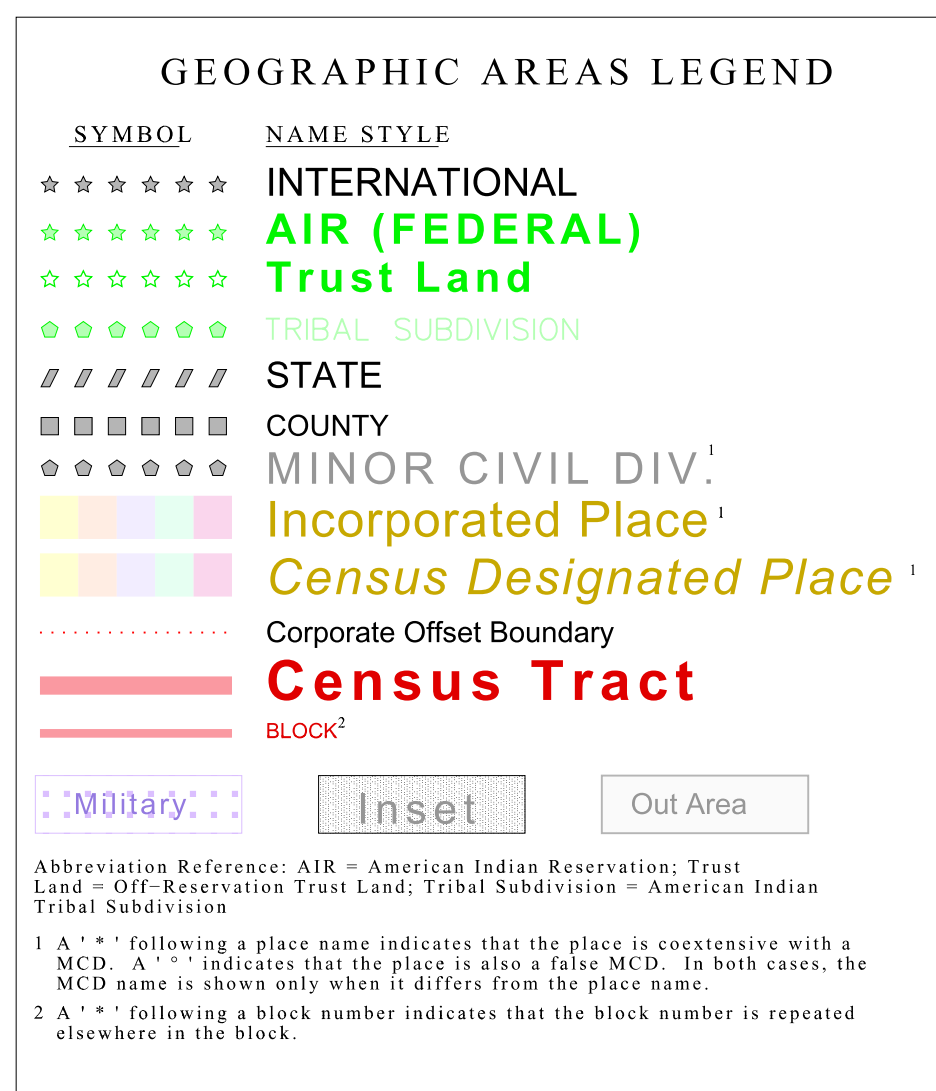 GEOGRAPHIC AREAS LEGEND
SYMBOL NAME STYLE
INTERNATIONAL
AIR (FEDERAL)
Trust Land
TRIBAL SUBDIVISION
STATE
COUNTY
MINOR CIVIL DIV.1
Incorporated Place 1
Census Designated Place 1
Corporate Offset Boundary
Census Tract
BLOCK2
Military Inset Out Area
Abbreviation Reference: AIR = American Indian Reservation; Trust
Land = Off−Reservation Trust Land; Tribal Subdivision = American Indian
Tribal Subdivision
1 A ' * ' following a place name indicates that the place is coextensive with a
MCD. A ' ° ' indicates that the place is also a false MCD. In both cases, the
MCD name is shown only when it differs from the place name.
2 A ' * ' following a block number indicates that the block number is repeated
elsewhere in the block.